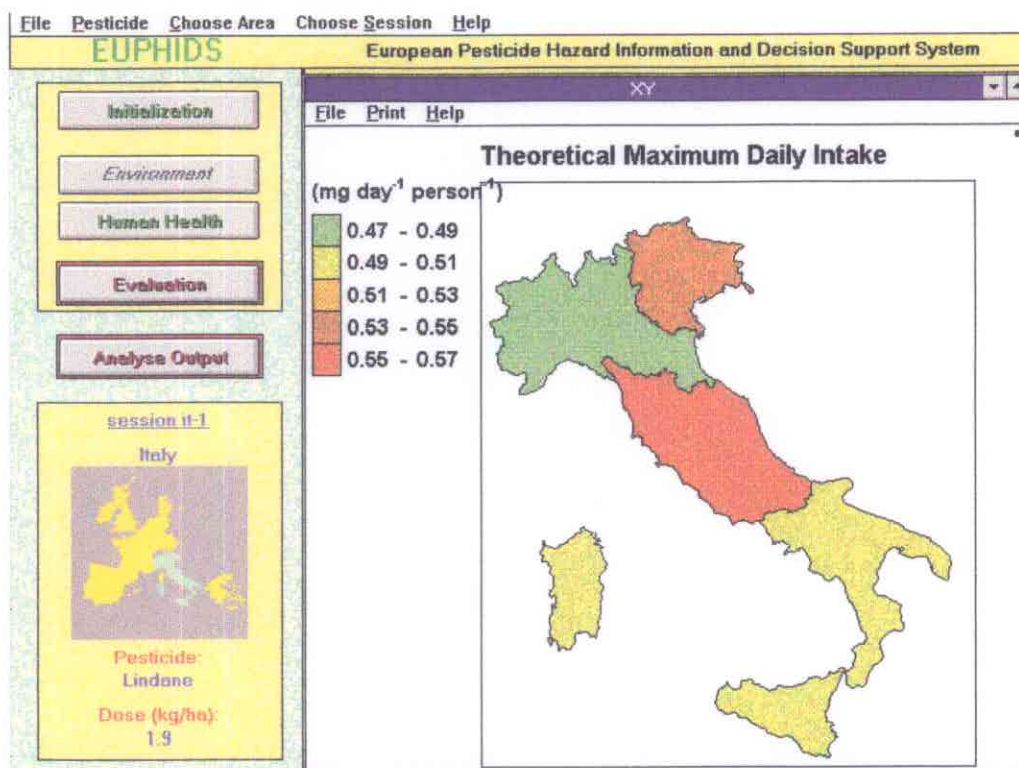 File Pesticide Choose Area Choose Session Help
EUPHIDS European Pesticide Hazard Information and Decision Support System
XY
File Print Help
Initialization
Environment
Human Health
Evaluation
Analyse Output
session it-1
Italy
Pesticide:
Lindane
Dose (kg/ha):
1.9
Theoretical Maximum Daily Intake
(mg day-1 person-1)
0.47 - 0.49
0.49 - 0.51
0.51 - 0.53
0.53 - 0.55
0.55 - 0.57